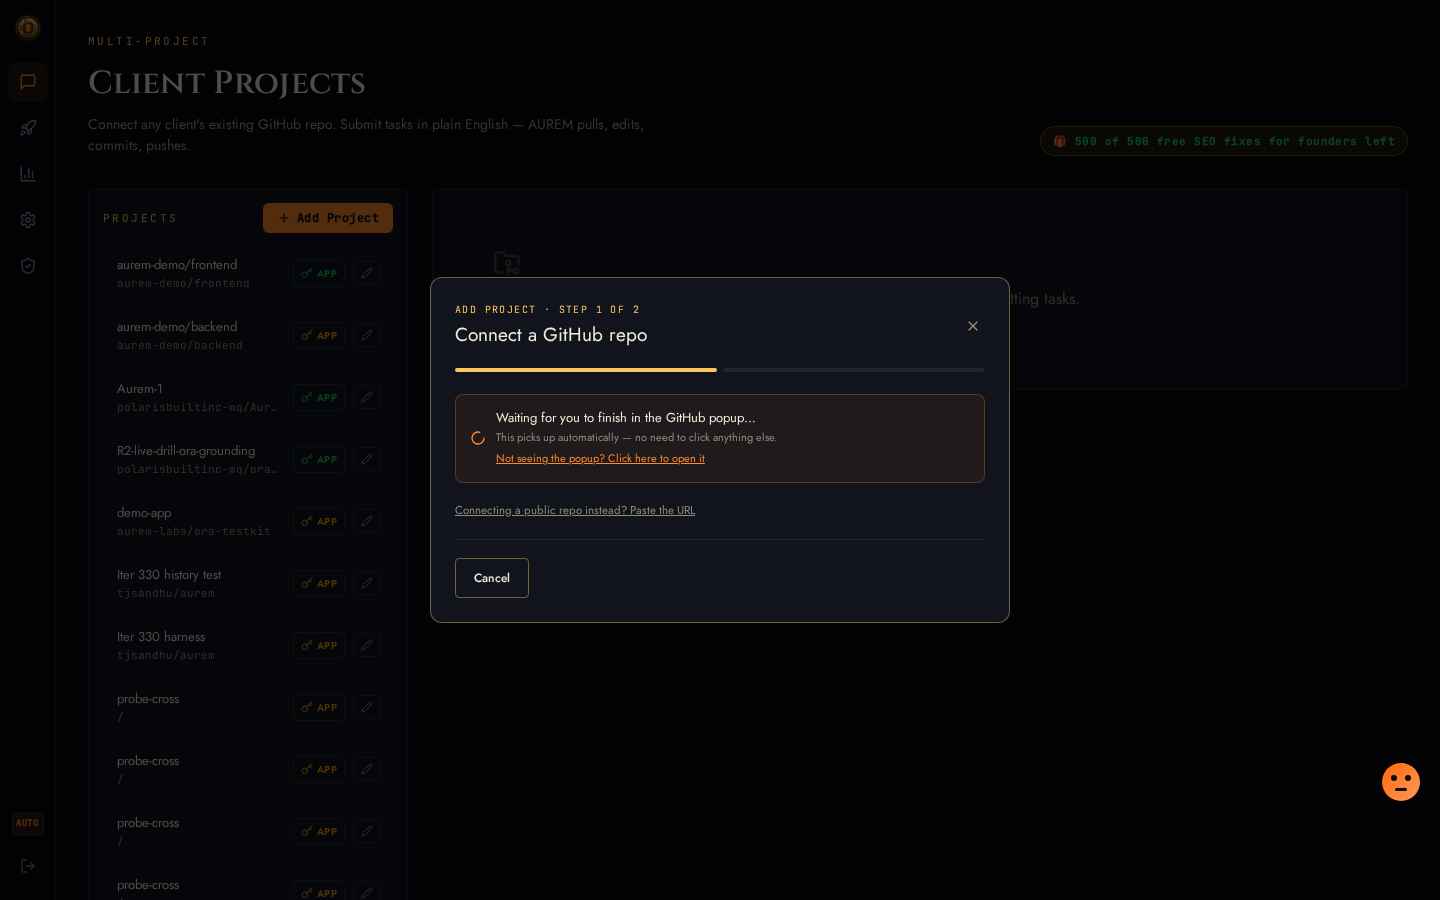 MULTI-PROJECT
Client Projects
Connect any client's existing GitHub repo. Submit tasks in plain English — AUREM pulls, edits,
commits, pushes.
500 of 500 free SEO fixes for founders left
PROJECTS
+ Add Project
aurem-demo/frontend
aurem-demo/frontend
APP
aurem-demo/backend
aurem-demo/backend
APP
Aurem-1
polarisbuiltinc-wq/Aur…
APP
R2-live-drill-ora-grounding
polarisbuiltinc-wq/ora…
APP
demo-app
aurem-labs/ora-testkit
APP
Iter 330 history test
tjsandhu/aurem
APP
Iter 330 harness
tjsandhu/aurem
APP
probe-cross
/
APP
probe-cross
/
APP
probe-cross
/
APP
probe-cross
APP
tting tasks.
ADD PROJECT · STEP 1 OF 2
Connect a GitHub repo
Waiting for you to finish in the GitHub popup…
This picks up automatically — no need to click anything else.
Not seeing the popup? Click here to open it
Connecting a public repo instead? Paste the URL
Cancel
AUTO